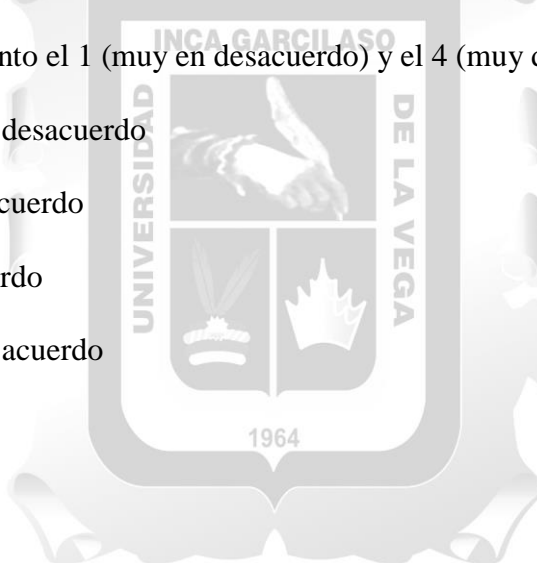 INCA GARCILASO
nto el 1 (muy en desacuerdo) y el 4 (muy
desacuerdo
UNIVERSIDAD
DE LA VEGA
cuerdo
rdo
acuerdo
1964